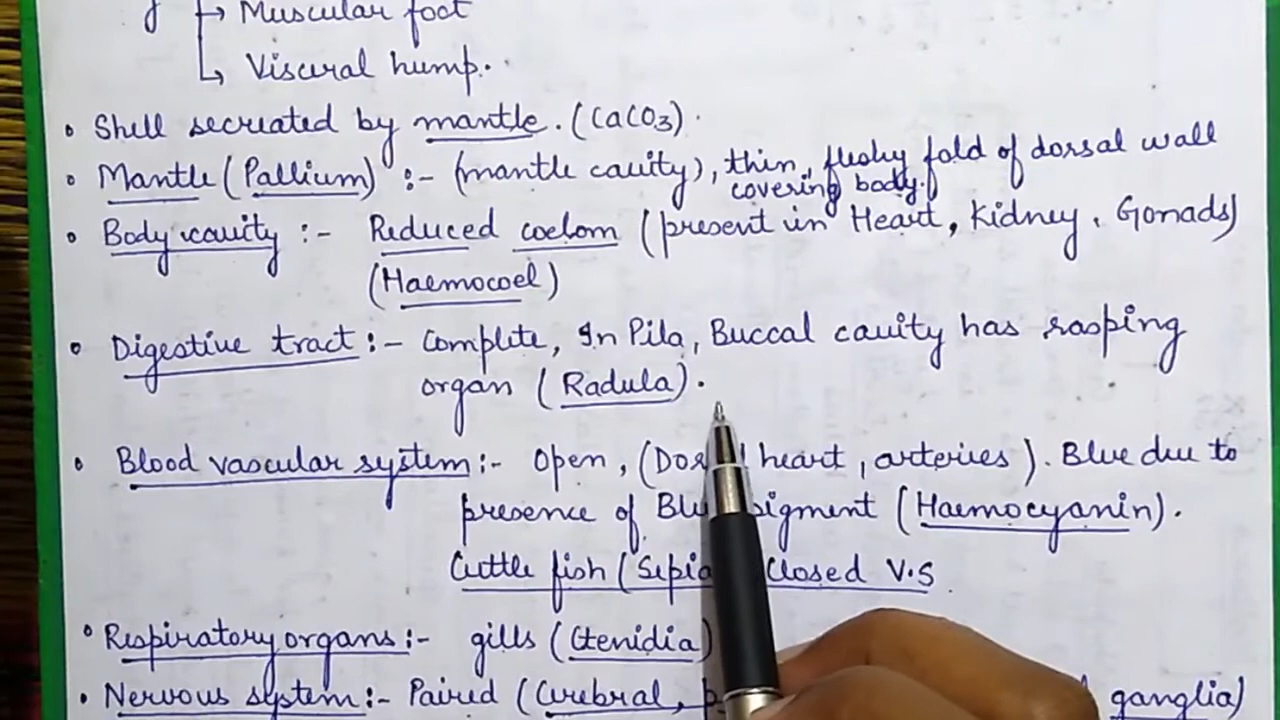 → Muscular foot
↳ Visceral hump.
• Shell secreated by mantle. (CaCO3).
• Mantle (Pallium) :- (mantle cavity), thin, fleshy fold of dorsal wall
covering body.
• Body cavity :- Reduced coelom (present in Heart, Kidney, Gonads)
(Haemocoel)
• Digestive tract :- Complete, In Pila, Buccal cavity has rasping
organ (Radula).
• Blood vascular system :- Open, (Dor heart, arteries). Blue due to
presence of Blu pigment (Haemocyanin).
Cuttle fish (Sepia Closed V.S
• Respiratory organs :- gills (Ctenidia)
• Nervous system :- Paired (Cerebral, ganglia)